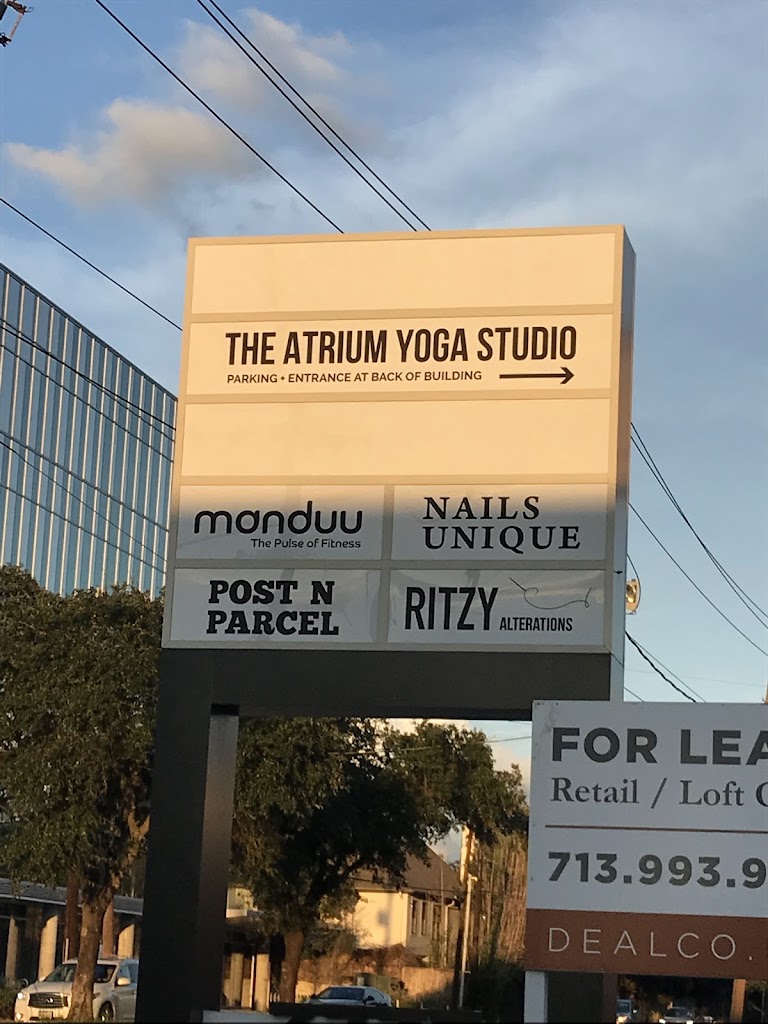 THE ATRIUM YOGA STUDIO
PARKING + ENTRANCE AT BACK OF BUILDING
manduu
The Pulse of Fitness
NAILS
UNIQUE
POST N
PARCEL
RITZY
ALTERATIONS
FOR LEA
Retail / Loft
713.993.9
DEALCO.